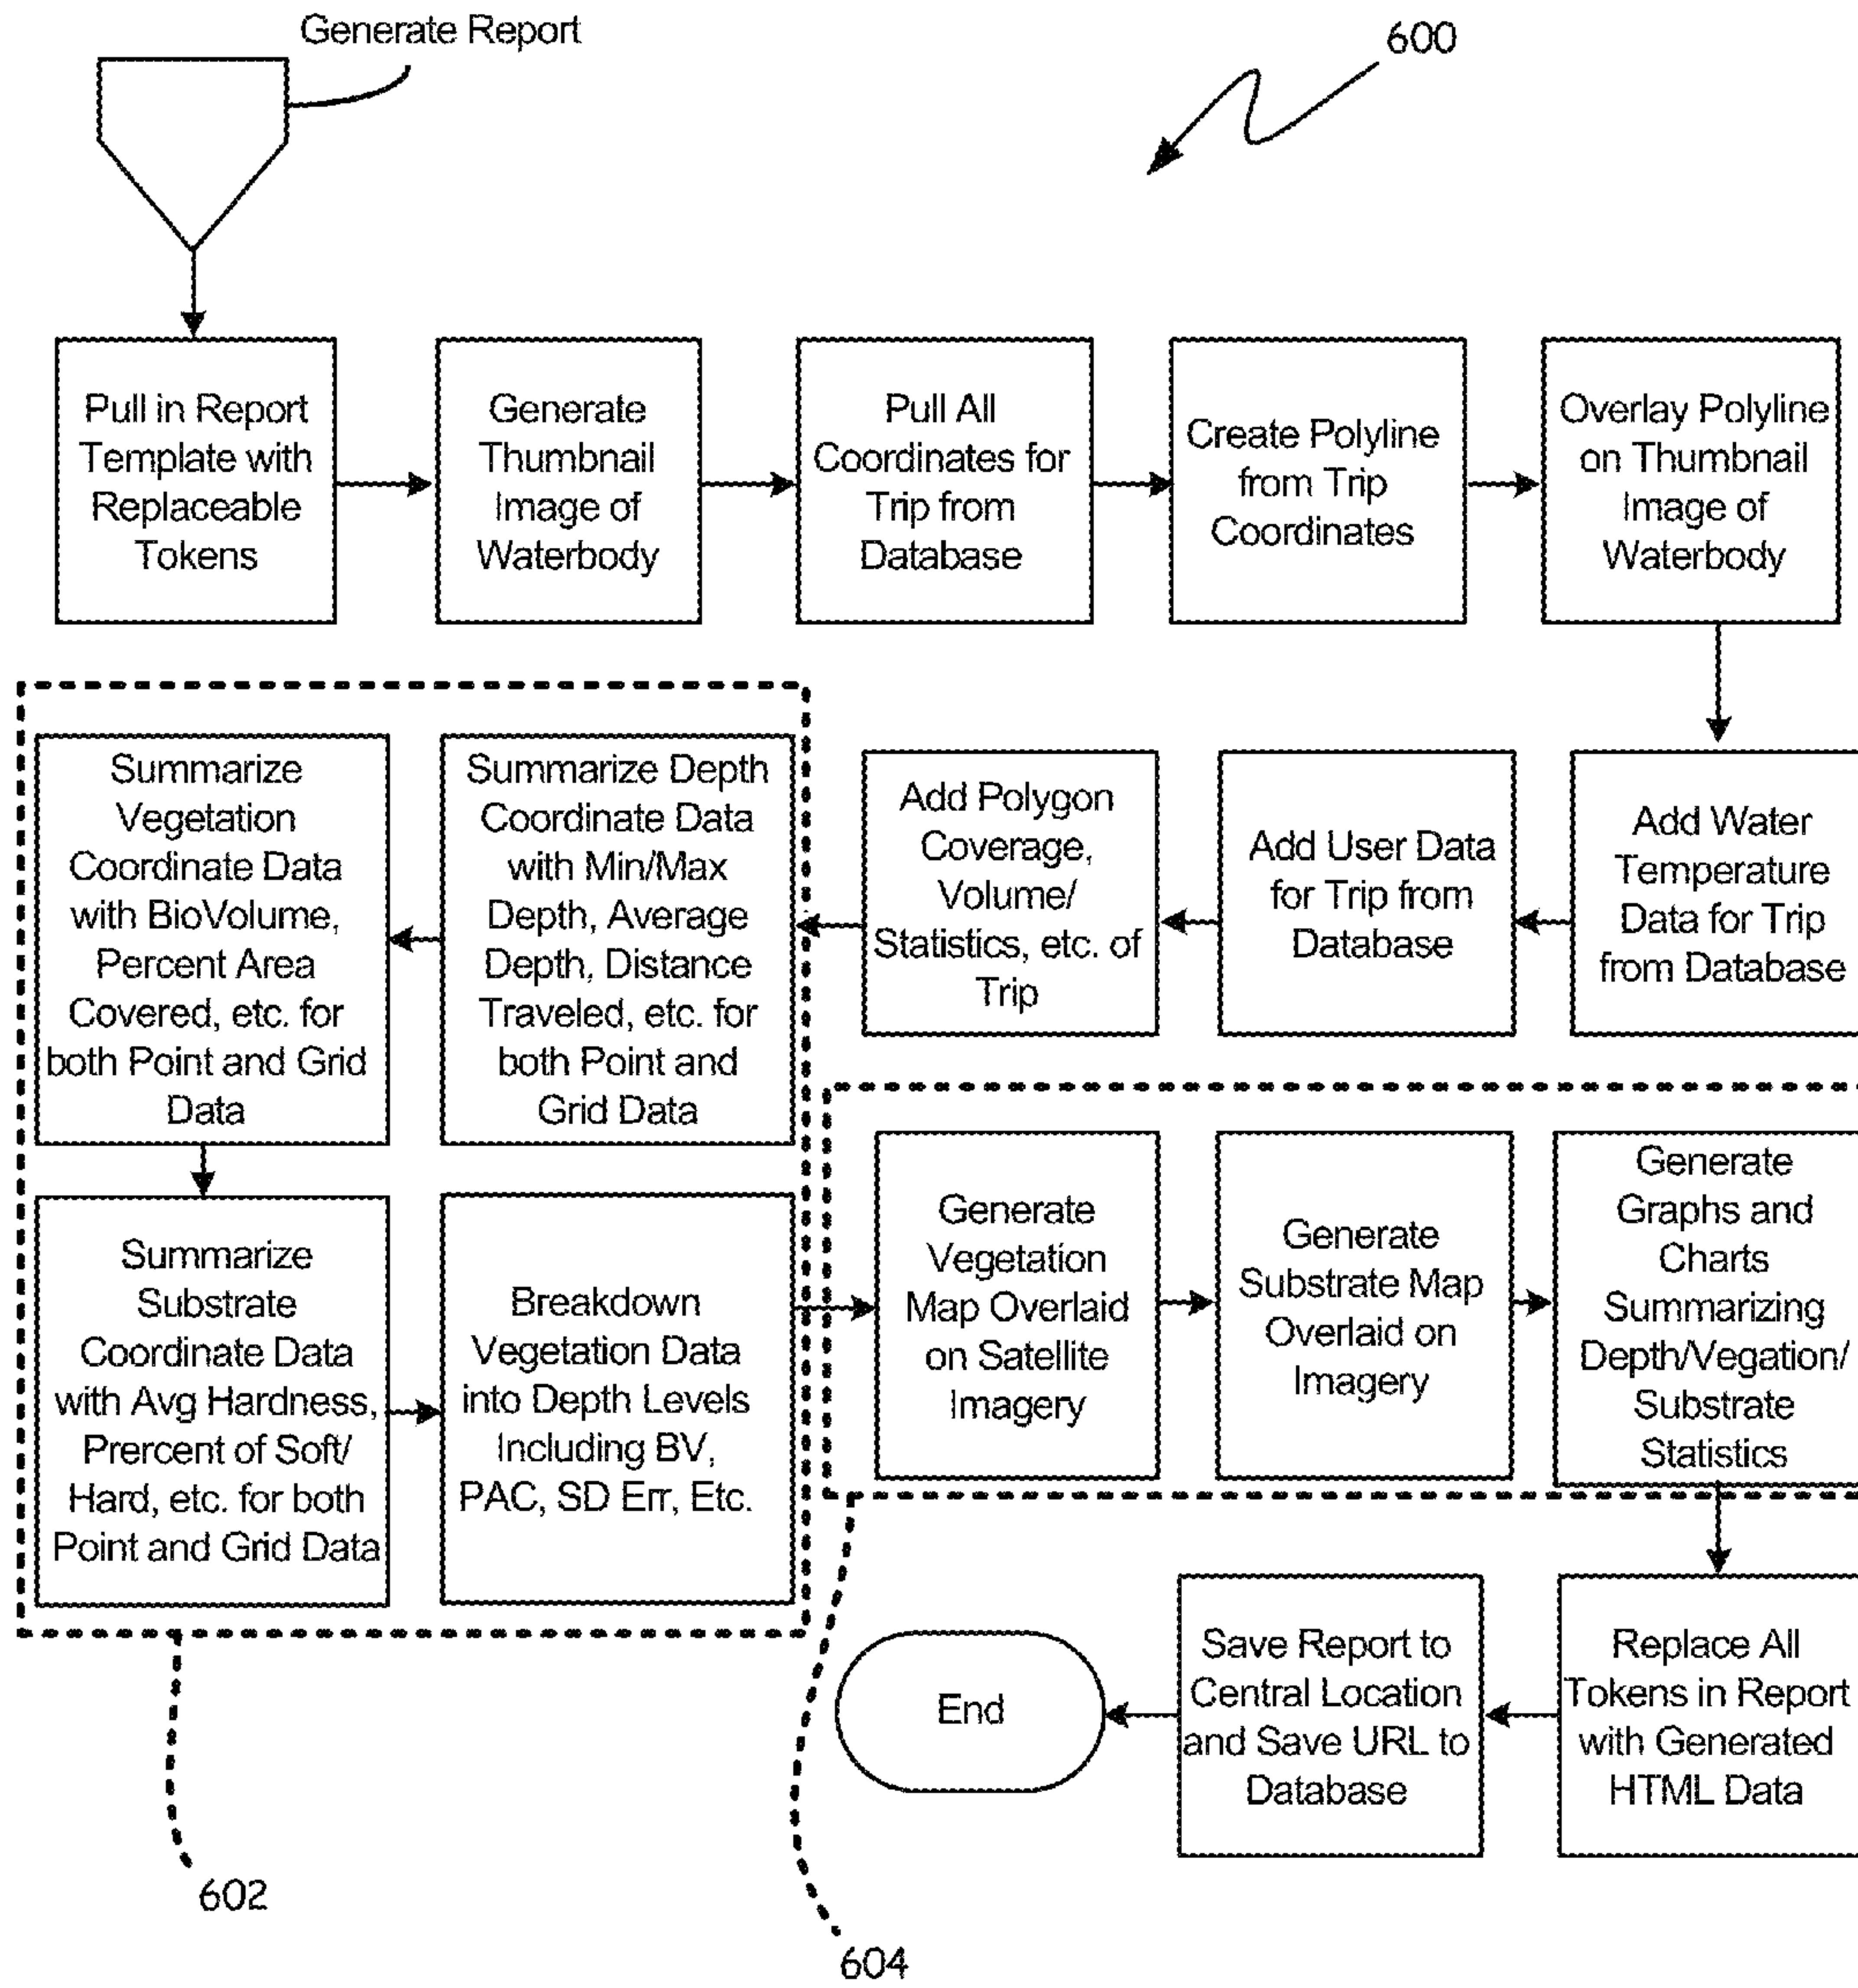 Generate Report
600
Pull in Report
Template with
Replaceable
Tokens
Generate
Thumbnail
Image of
Waterbody
Pull All
Coordinates for
Trip from
Database
Create Polyline
from Trip
Coordinates
Overlay Polyline
on Thumbnail
Image of
Waterbody
Add Water
Temperature
Data for Trip
from Database
Add User Data
for Trip from
Database
Add Polygon
Coverage,
Volume/
Statistics, etc. of
Trip
Summarize Depth
Coordinate Data
with Min/Max
Depth, Average
Depth, Distance
Traveled, etc. for
both Point and
Grid Data
Summarize
Vegetation
Coordinate Data
with BioVolume,
Percent Area
Covered, etc. for
both Point and Grid
Data
Summarize
Substrate
Coordinate Data
with Avg Hardness,
Prercent of Soft/
Hard, etc. for both
Point and Grid Data
Breakdown
Vegetation Data
into Depth Levels
Including BV,
PAC, SD Err, Etc.
Generate
Vegetation
Map Overlaid
on Satellite
Imagery
Generate
Substrate Map
Overlaid on
Imagery
Generate
Graphs and
Charts
Summarizing
Depth/Vegation/
Substrate
Statistics
Replace All
Tokens in Report
with Generated
HTML Data
Save Report to
Central Location
and Save URL to
Database
End
602
604